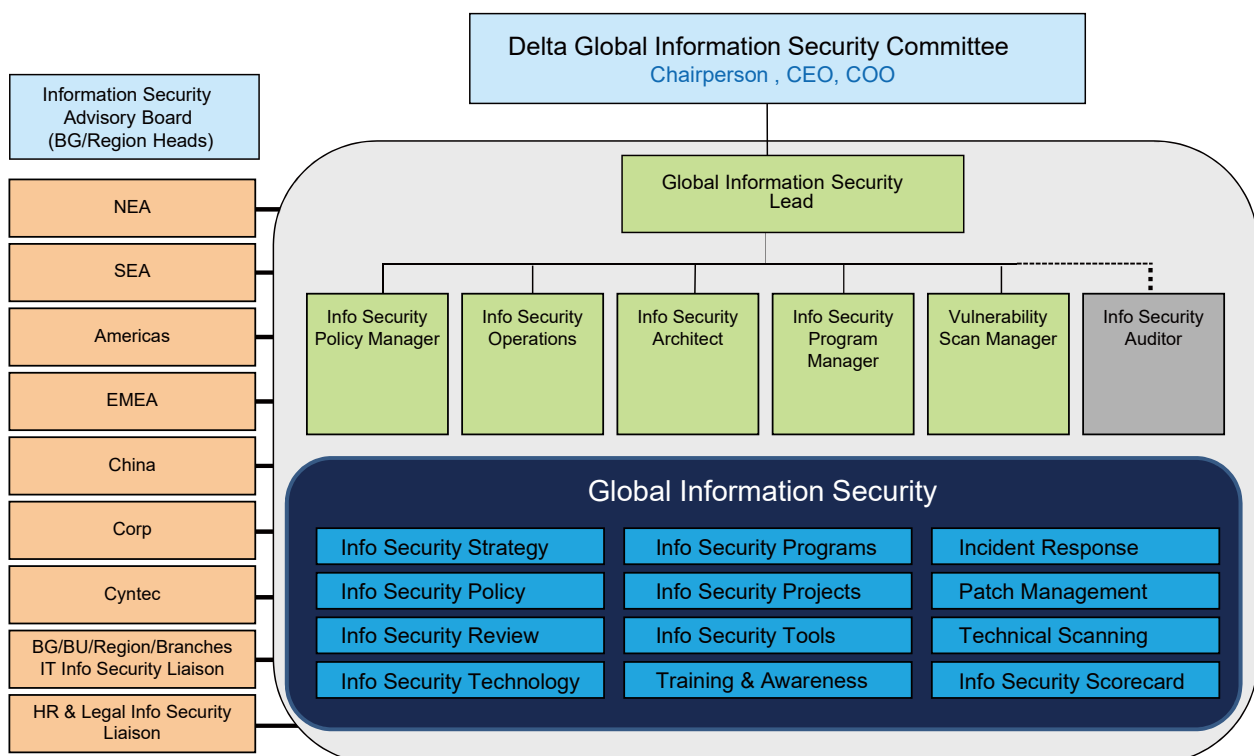 Delta Global Information Security Committee
Chairperson , CEO, COO
Information Security
Advisory Board
(BG/Region Heads)
NEA
SEA
Americas
EMEA
China
Corp
Cyntec
BG/BU/Region/Branches
IT Info Security Liaison
HR & Legal Info Security
Liaison
Global Information Security
Lead
Info Security
Policy Manager
Info Security
Operations
Info Security
Architect
Info Security
Program
Manager
Vulnerability
Scan Manager
Info Security
Auditor
Global Information Security
Info Security Strategy
Info Security Programs
Incident Response
Info Security Policy
Info Security Projects
Patch Management
Info Security Review
Info Security Tools
Technical Scanning
Info Security Technology
Training & Awareness
Info Security Scorecard